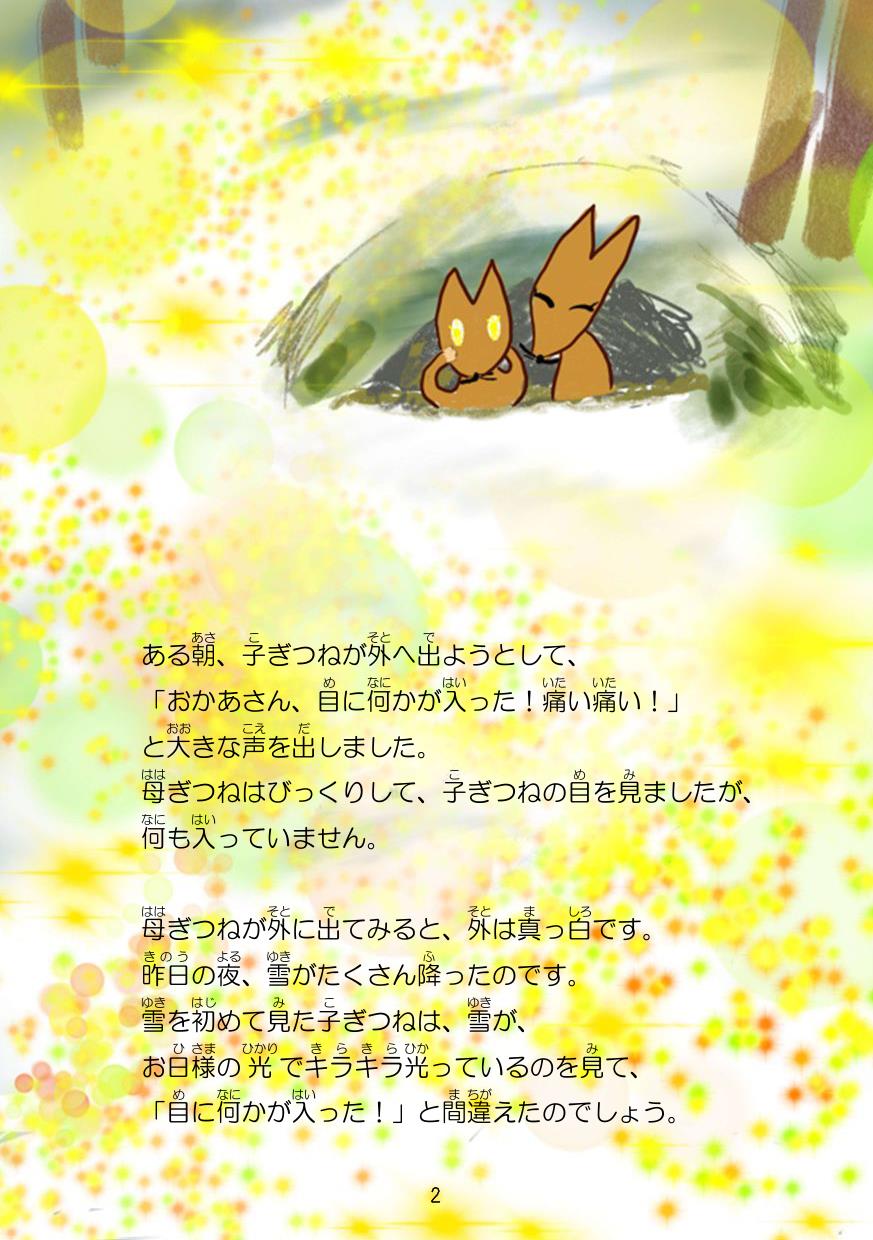 ある朝、子ぎつねが外へ出ようとして、
「おかあさん、目に何かが入った！痛い痛い！」
と大きな声を出しました。
母ぎつねはびっくりして、子ぎつねの目を見ましたが、
何も入っていません。
母ぎつねが外に出てみると、外は真っ白です。
昨日の夜、雪がたくさん降ったのです。
雪を初めて見た子ぎつねは、雪が、
お日様の光でキラキラ光っているのを見て、
「目に何かが入った！」と間違えたのでしょう。
2